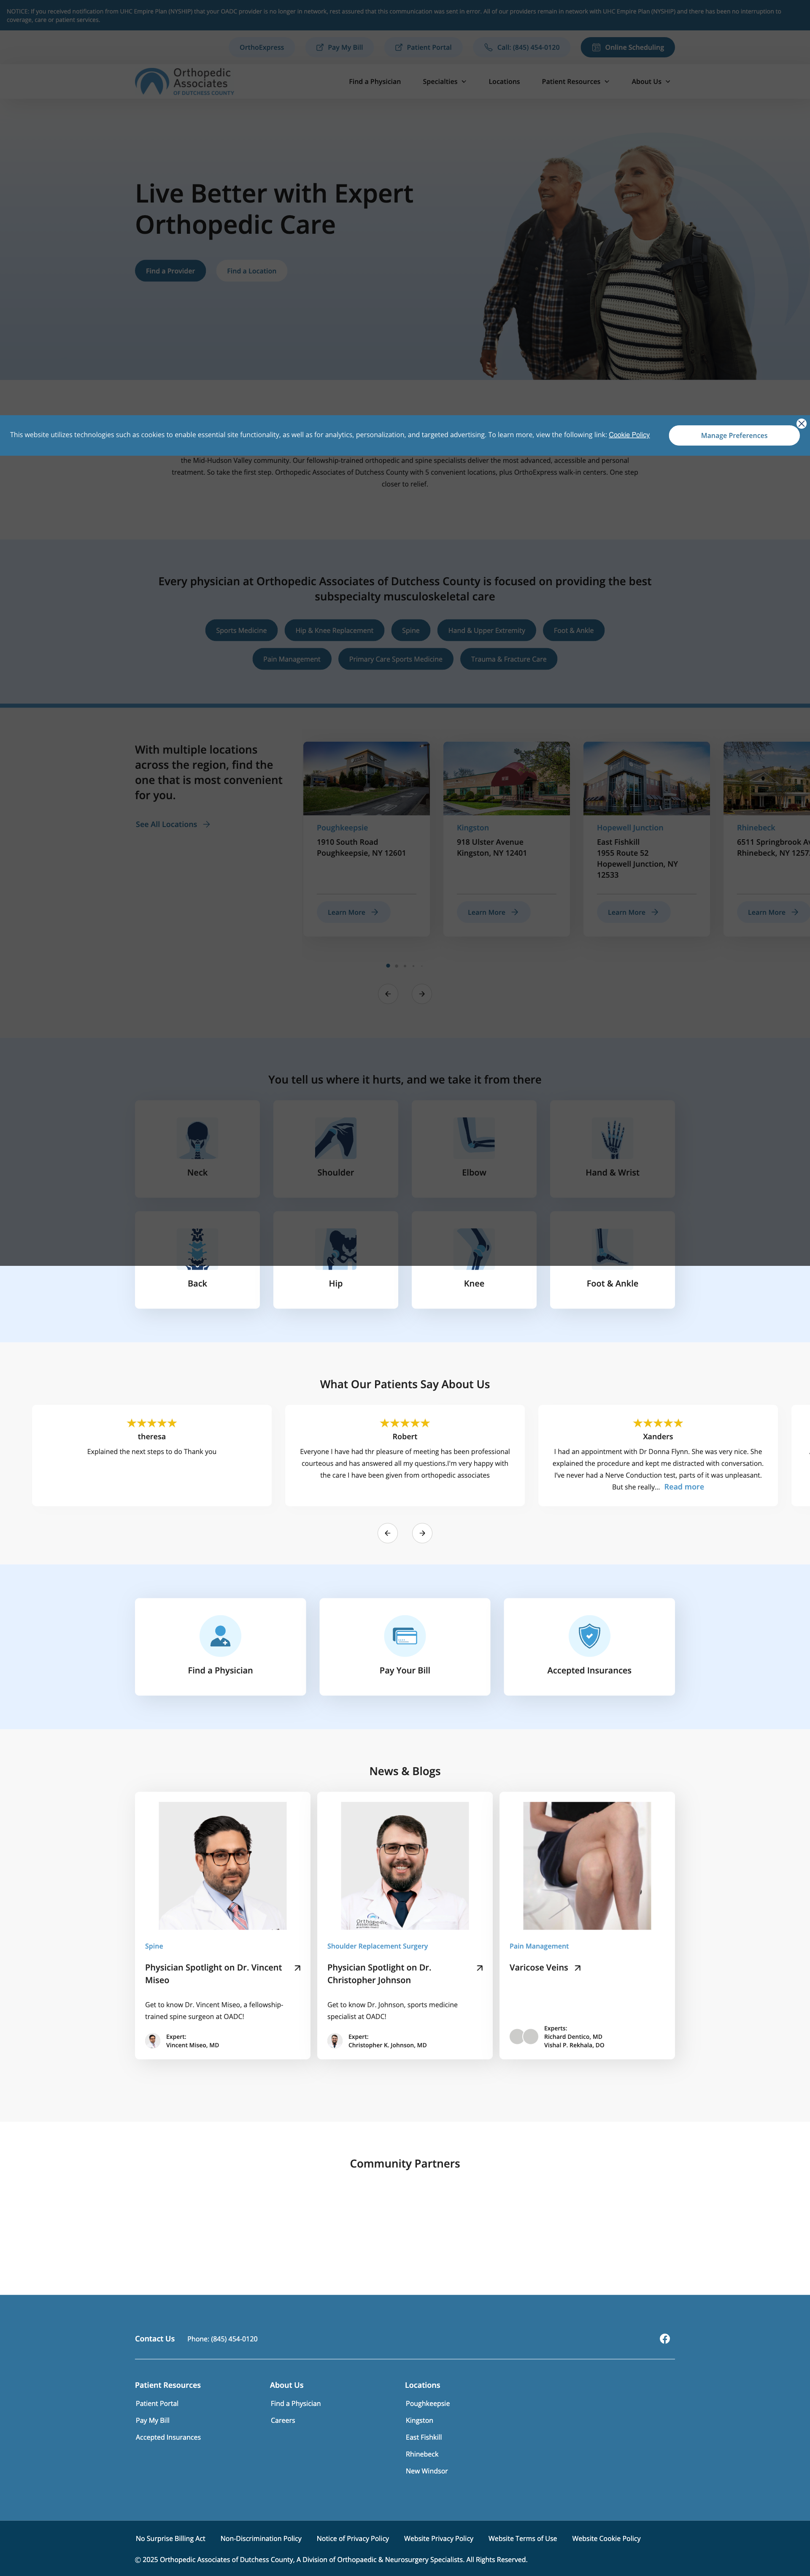 NOTICE: If you received notification from UHC Empire Plan (NYSHIP) that your OADC provider is no longer in network, rest assured that this communication was sent in error. All of our providers remain in network with UHC Empire Plan (NYSHIP) and there has been no interruption to
coverage, care or patient services.
OrthoExpress
Pay My Bill
Patient Portal
Call: (845) 454-0120
Online Scheduling
Orthopedic
Associates
OF DUTCHESS COUNTY
Find a Physician
Specialties
Locations
Patient Resources
About Us
Live Better with Expert
Orthopedic Care
Find a Provider
Find a Location
This website utilizes technologies such as cookies to enable essential site functionality, as well as for analytics, personalization, and targeted advertising. To learn more, view the following link: Cookie Policy
Manage Preferences
the Mid-Hudson Valley community. Our fellowship-trained orthopedic and spine specialists deliver the most advanced, accessible and personal
treatment. So take the first step. Orthopedic Associates of Dutchess County with 5 convenient locations, plus OrthoExpress walk-in centers. One step
closer to relief.
Every physician at Orthopedic Associates of Dutchess County is focused on providing the best
subspecialty musculoskeletal care
Sports Medicine
Hip & Knee Replacement
Spine
Hand & Upper Extremity
Foot & Ankle
Pain Management
Primary Care Sports Medicine
Trauma & Fracture Care
With multiple locations
across the region, find the
one that is most convenient
for you.
See All Locations
Poughkeepsie
1910 South Road
Poughkeepsie, NY 12601
Learn More
Kingston
918 Ulster Avenue
Kingston, NY 12401
Learn More
Hopewell Junction
East Fishkill
1955 Route 52
Hopewell Junction, NY
12533
Learn More
Rhinebeck
6511 Springbrook
Rhinebeck, NY
Learn More
You tell us where it hurts, and we take it from there
Neck
Shoulder
Elbow
Hand & Wrist
Back
Hip
Knee
Foot & Ankle
What Our Patients Say About Us
theresa
Explained the next steps to do Thank you
Robert
Everyone I have had thr pleasure of meeting has been professional
courteous and has answered all my questions.I'm very happy with
the care I have been given from orthopedic associates
Xanders
I had an appointment with Dr Donna Flynn. She was very nice. She
explained the procedure and kept me distracted with conversation.
I've never had a Nerve Conduction test, parts of it was unpleasant.
But she really... Read more
Find a Physician
Pay Your Bill
Accepted Insurances
News & Blogs
Spine
Physician Spotlight on Dr. Vincent
Miseo
Get to know Dr. Vincent Miseo, a fellowship-
trained spine surgeon at OADC!
Expert:
Vincent Miseo, MD
Shoulder Replacement Surgery
Physician Spotlight on Dr.
Christopher Johnson
Get to know Dr. Johnson, sports medicine
specialist at OADC!
Expert:
Christopher K. Johnson, MD
Pain Management
Varicose Veins
Experts:
Richard Dentico, MD
Vishal P. Rekhala, DO
Community Partners
Contact Us
Phone: (845) 454-0120
Patient Resources
Patient Portal
Pay My Bill
Accepted Insurances
About Us
Find a Physician
Careers
Locations
Poughkeepsie
Kingston
East Fishkill
Rhinebeck
New Windsor
No Surprise Billing Act
Non-Discrimination Policy
Notice of Privacy Policy
Website Privacy Policy
Website Terms of Use
Website Cookie Policy
© 2025 Orthopedic Associates of Dutchess County, A Division of Orthopaedic & Neurosurgery Specialists. All Rights Reserved.